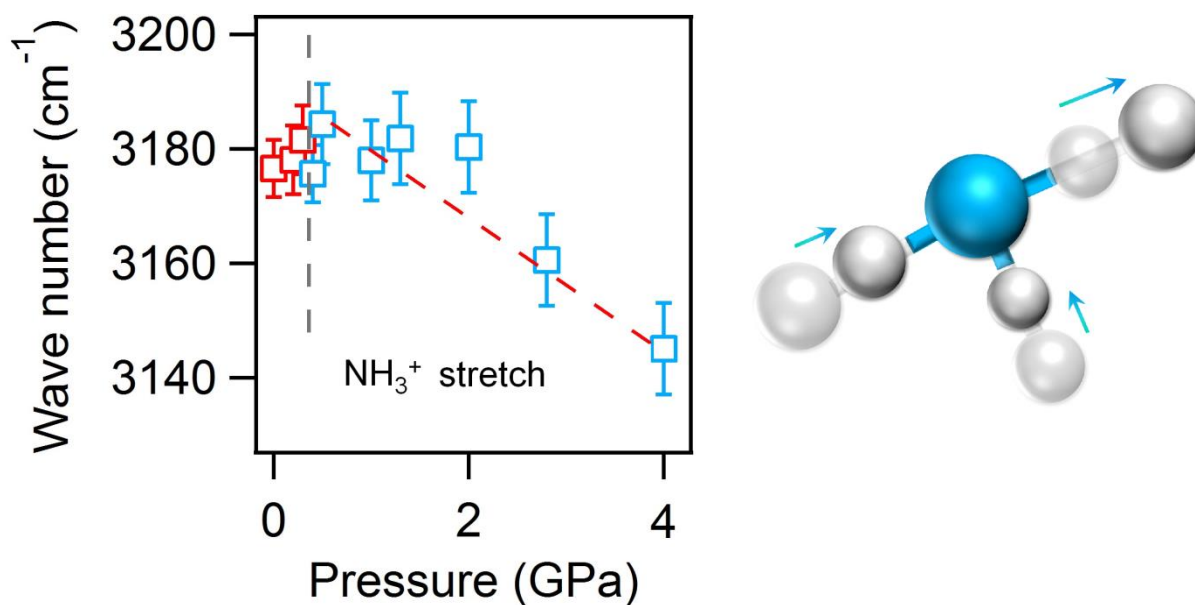 Wave number (cm⁻¹)
3200
3180
3160
3140
NH₃⁺ stretch
0 2 4
Pressure (GPa)